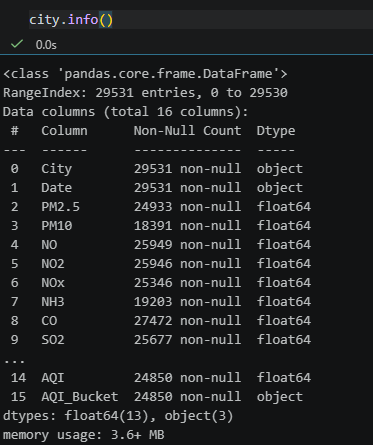 city.info()
0.0s
<class 'pandas.core.frame.DataFrame'>
RangeIndex: 29531 entries, 0 to 29530
Data columns (total 16 columns):
 #   Column      Non-Null Count  Dtype
---  ------      --------------  -----
 0   City        29531 non-null  object
 1   Date        29531 non-null  object
 2   PM2.5       24933 non-null  float64
 3   PM10        18391 non-null  float64
 4   NO          25949 non-null  float64
 5   NO2         25946 non-null  float64
 6   NOx         25346 non-null  float64
 7   NH3         19203 non-null  float64
 8   CO          27472 non-null  float64
 9   SO2         25677 non-null  float64
...
 14  AQI         24850 non-null  float64
 15  AQI_Bucket  24850 non-null  object
dtypes: float64(13), object(3)
memory usage: 3.6+ MB